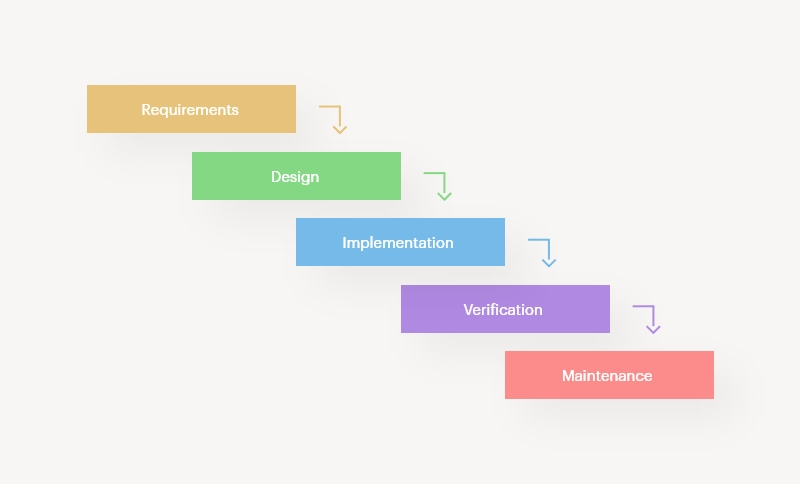 Requirements
Design
Implementation
Verification
Maintenance